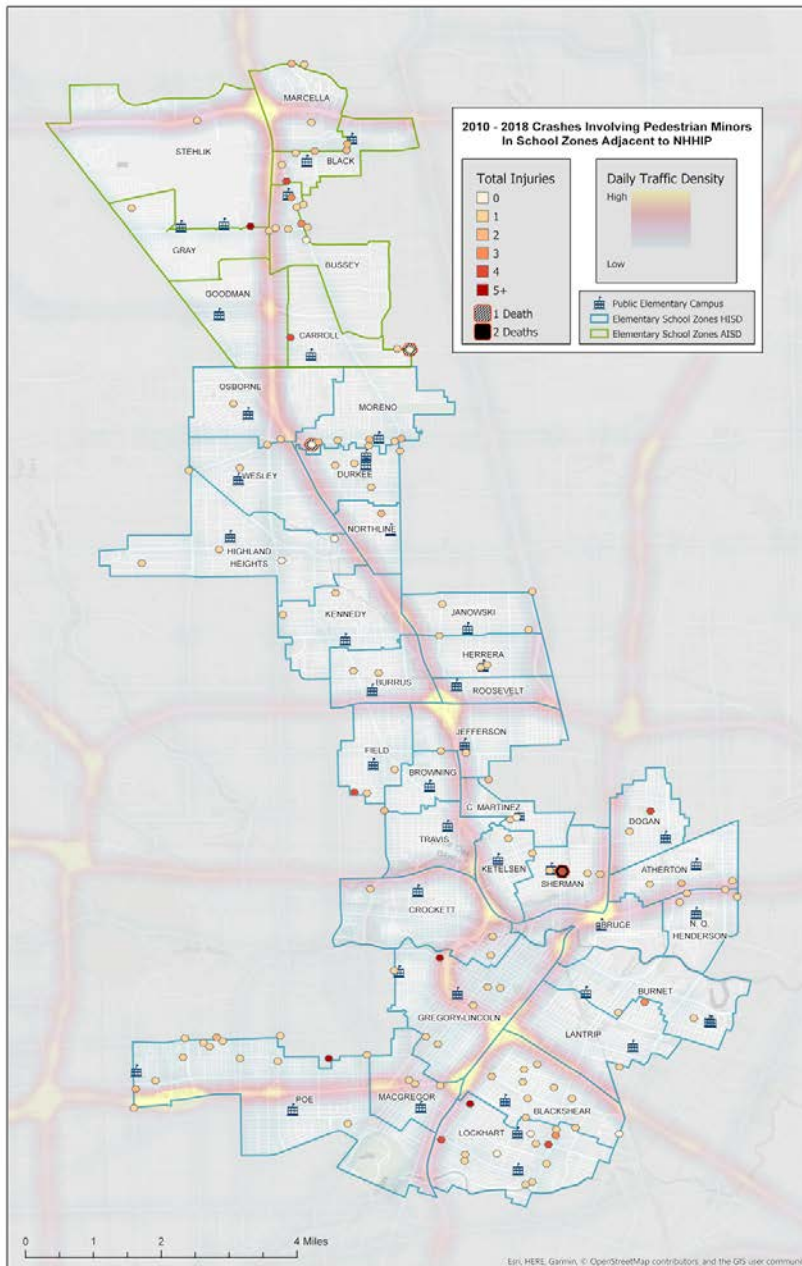 2010 - 2018 Crashes Involving Pedestrian Minors
In School Zones Adjacent to NHHIP
Total Injuries
0
1
2
3
4
5+
1 Death
2 Deaths
Daily Traffic Density
High
Low
Public Elementary Campus
Elementary School Zones HISD
Elementary School Zones AISD
MARCELLA
STEHLIK
BLACK
GRAY
BUSSEY
GOODMAN
CARROLL
OSBORNE
MORENO
WESLEY
DURKEE
NORTHLINE
HIGHLAND
HEIGHTS
KENNEDY
JANOWSKI
HERRERA
BURRUS
ROOSEVELT
JEFFERSON
FIELD
BROWNING
C. MARTINEZ
DOGAN
TRAVIS
KETELSEN
SHERMAN
ATHERTON
CROCKETT
BRUCE
N. Q.
HENDERSON
BURNET
GREGORY-LINCOLN
LANTRIP
POE
MACGREGOR
BLACKSHEAR
LOCKHART
0 1 2 4 Miles
Esri, HERE, Garmin, © OpenStreetMap contributors, and the GIS user communi